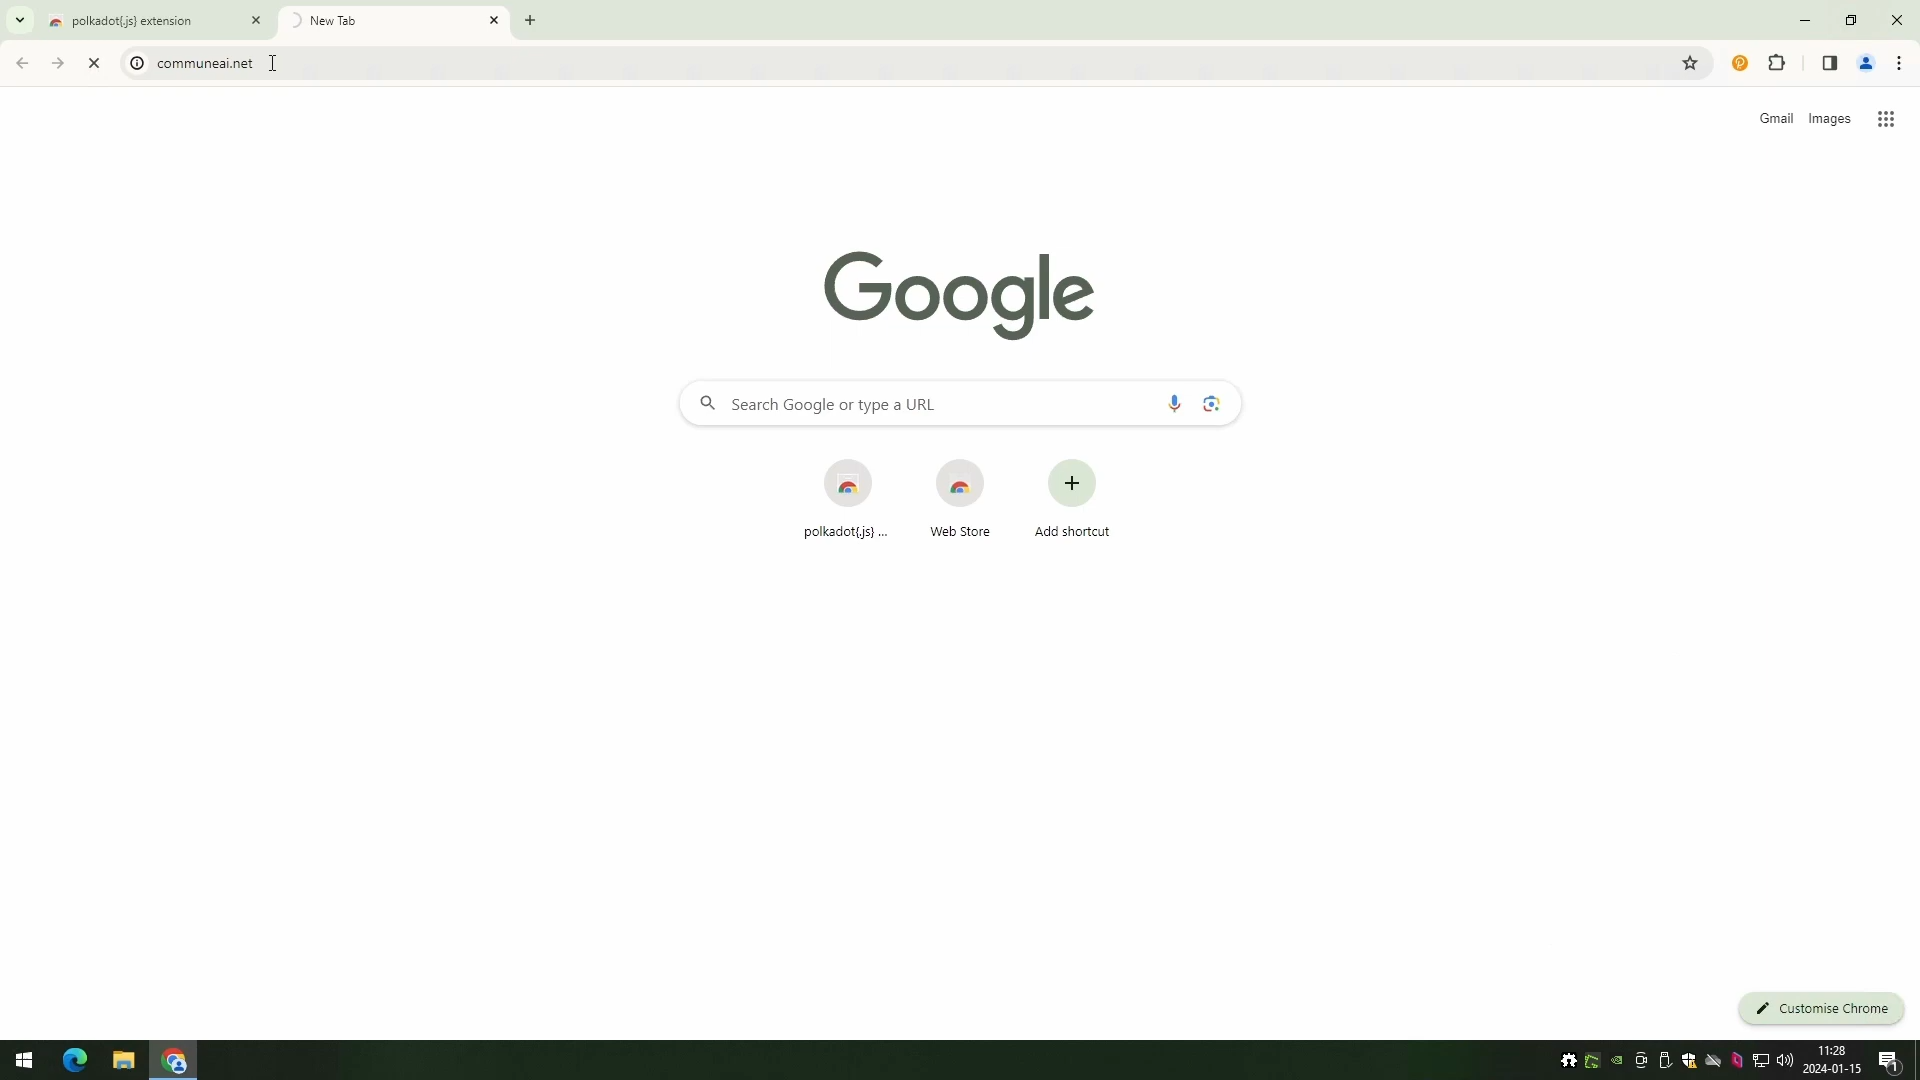 polkadot{.js} extension
New Tab
communeai.net
Gmail Images
Google
Search Google or type a URL
polkadot{.js} ...
Web Store
Add shortcut
Customise Chrome
11:28
2024-01-15
1